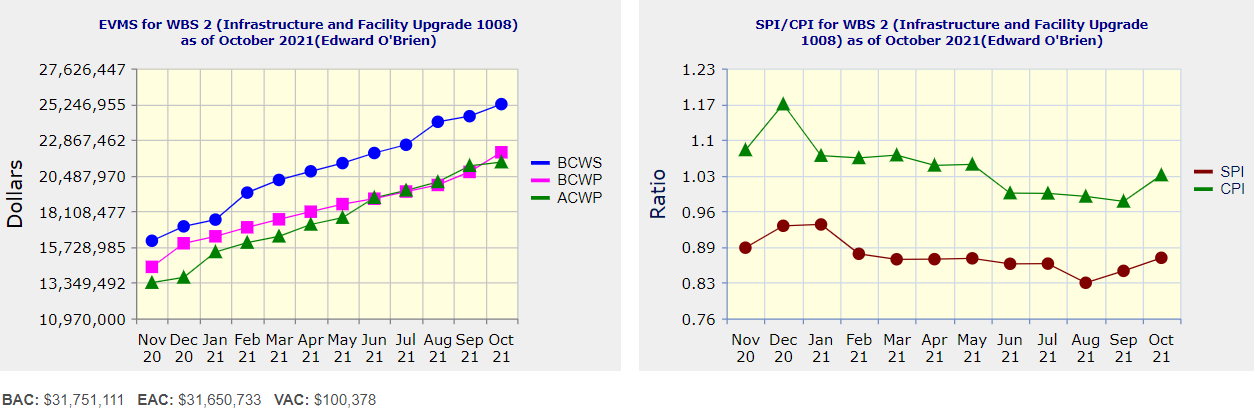 EVMS for WBS 2 (Infrastructure and Facility Upgrade 1008)
as of October 2021(Edward O'Brien)
27,626,447
25,246,955
22,867,462
20,487,970
18,108,477
15,728,985
13,349,492
10,970,000
Dollars
Nov Dec Jan Feb Mar Apr May Jun Jul Aug Sep Oct
20 20 21 21 21 21 21 21 21 21 21 21
BCWS
BCWP
ACWP
SPI/CPI for WBS 2 (Infrastructure and Facility Upgrade
1008) as of October 2021(Edward O'Brien)
1.23
1.17
1.1
1.03
0.96
0.89
0.83
0.76
Ratio
Nov Dec Jan Feb Mar Apr May Jun Jul Aug Sep Oct
20 20 21 21 21 21 21 21 21 21 21 21
SPI
CPI
BAC: $31,751,111 EAC: $31,650,733 VAC: $100,378